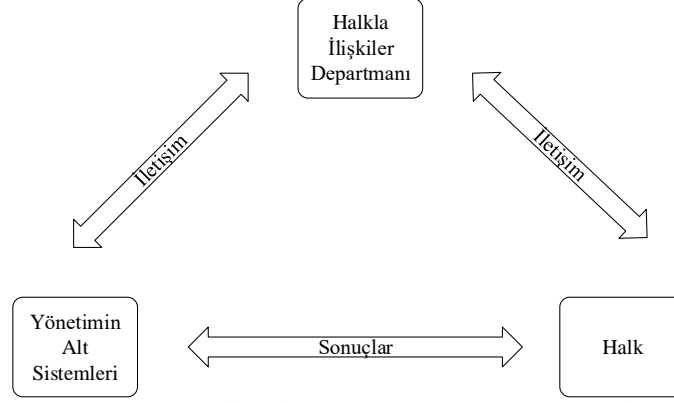 Halkla
İlişkiler
Departmanı
İletişim
İletişim
Yönetimin
Alt
Sistemleri
Sonuçlar
Halk